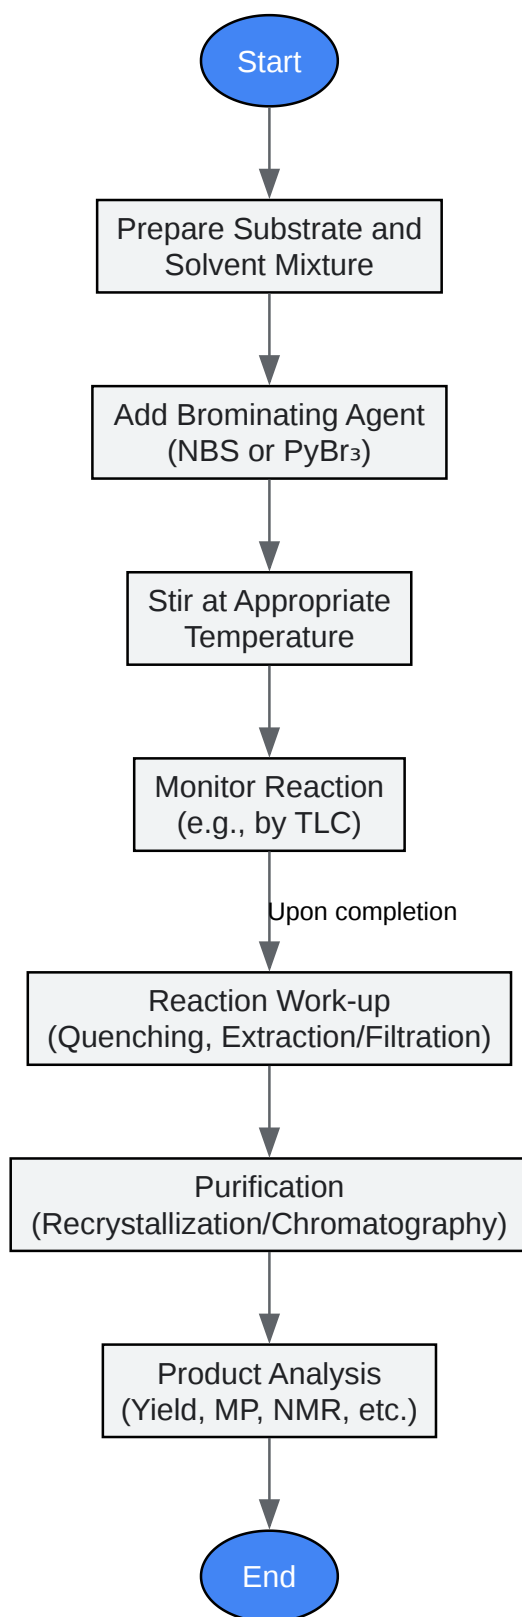 Start
Prepare Substrate and
Solvent Mixture
Add Brominating Agent
(NBS or PyBr₃)
Stir at Appropriate
Temperature
Monitor Reaction
(e.g., by TLC)
Upon completion
Reaction Work-up
(Quenching, Extraction/Filtration)
Purification
(Recrystallization/Chromatography)
Product Analysis
(Yield, MP, NMR, etc.)
End